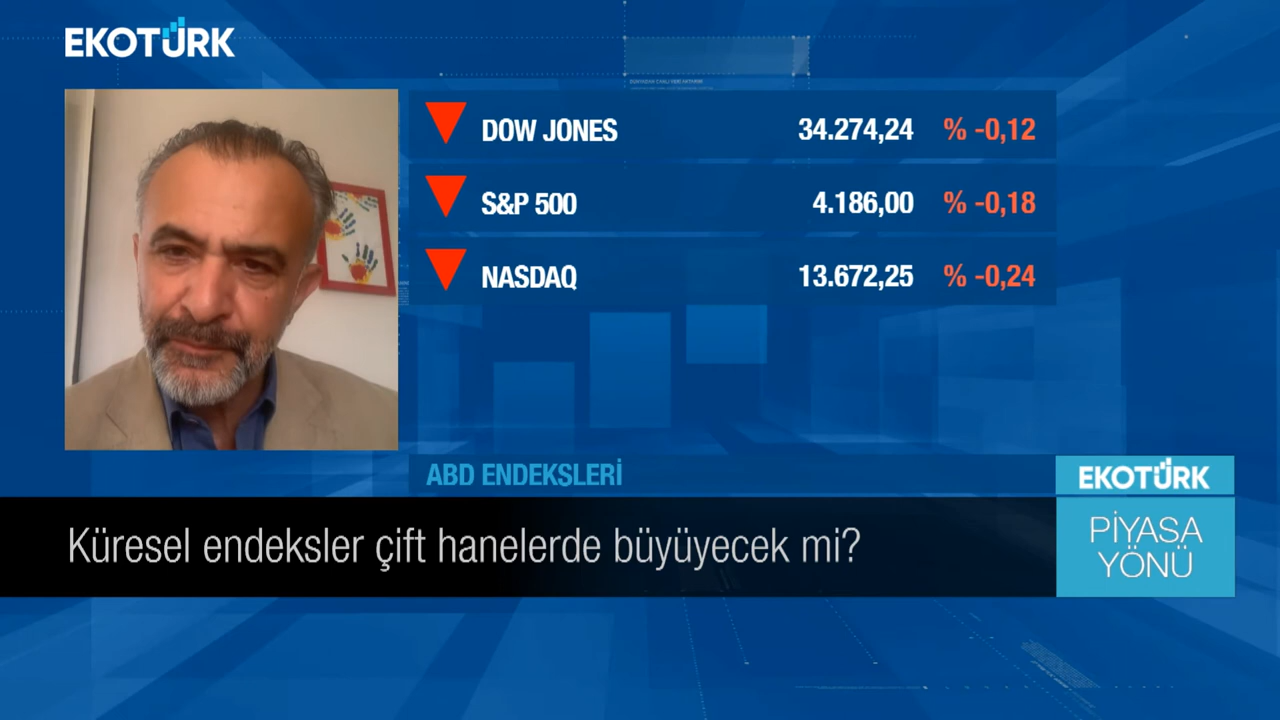 EKOTÜRK
DOW JONES 34.274,24 % -0,12
S&P 500 4.186,00 % -0,18
NASDAQ 13.672,25 % -0,24
ABD ENDEKSLERİ
EKOTÜRK
Küresel endeksler çift hanelerde büyüyecek mi?
PİYASA
YÖNÜ